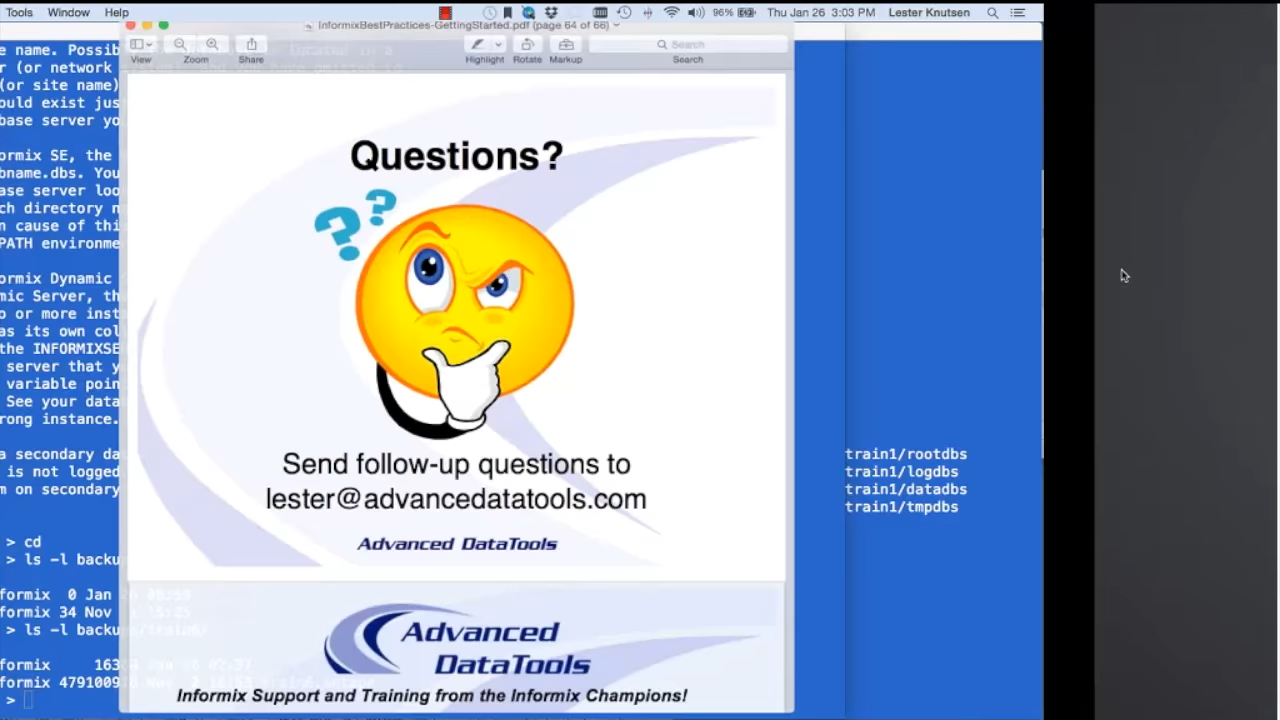 Tools Window Help 96% Thu Jan 26 3:03 PM Lester Knutsen
InformixBestPractices-GettingStarted.pdf (page 64 of 66)
View Zoom Share Highlight Rotate Markup Search
Search
e name. Possib
r (or network
(or site name)
ould exist jus
base server yo
ormix SE, the
bname.dbs. You
ase server loo
ch directory n
n cause of thi
PATH environme
ormix Dynamic
mic Server, th
o or more inst
as its own col
the INFORMIXSE
server that y
variable poin
See your data
rong instance.
a secondary da
is not logged
m on secondary
> cd
> ls -l backu
formix 0 Jan
formix 34 Nov
> ls -l backup/train6/
formix
formix
>
Questions?
??
Send follow-up questions to
lester@advancedatatools.com
Advanced DataTools
Advanced
DataTools
Informix Support and Training from the Informix Champions!
train1/rootdbs
train1/logdbs
train1/datadbs
train1/tmpdbs